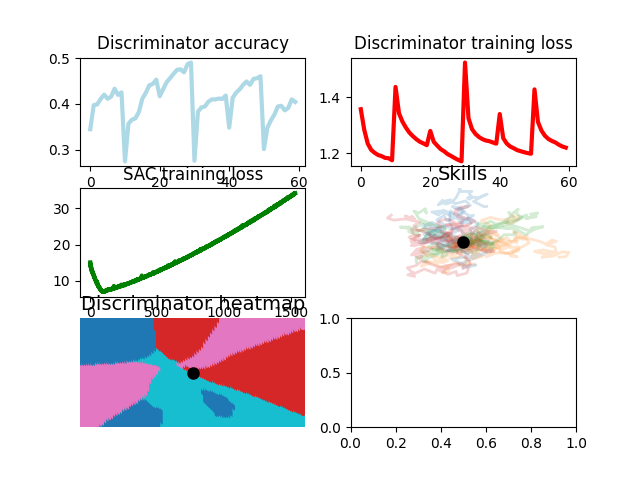 Discriminator accuracy
0.5
0.4
0.3
0 20 40 60
Discriminator training loss
1.4
1.2
0 20 40 60
SAC training loss
30
20
10
0 500 1000 1500
Skills
Discriminator heatmap
1.0
0.5
0.0
0.0 0.2 0.4 0.6 0.8 1.0